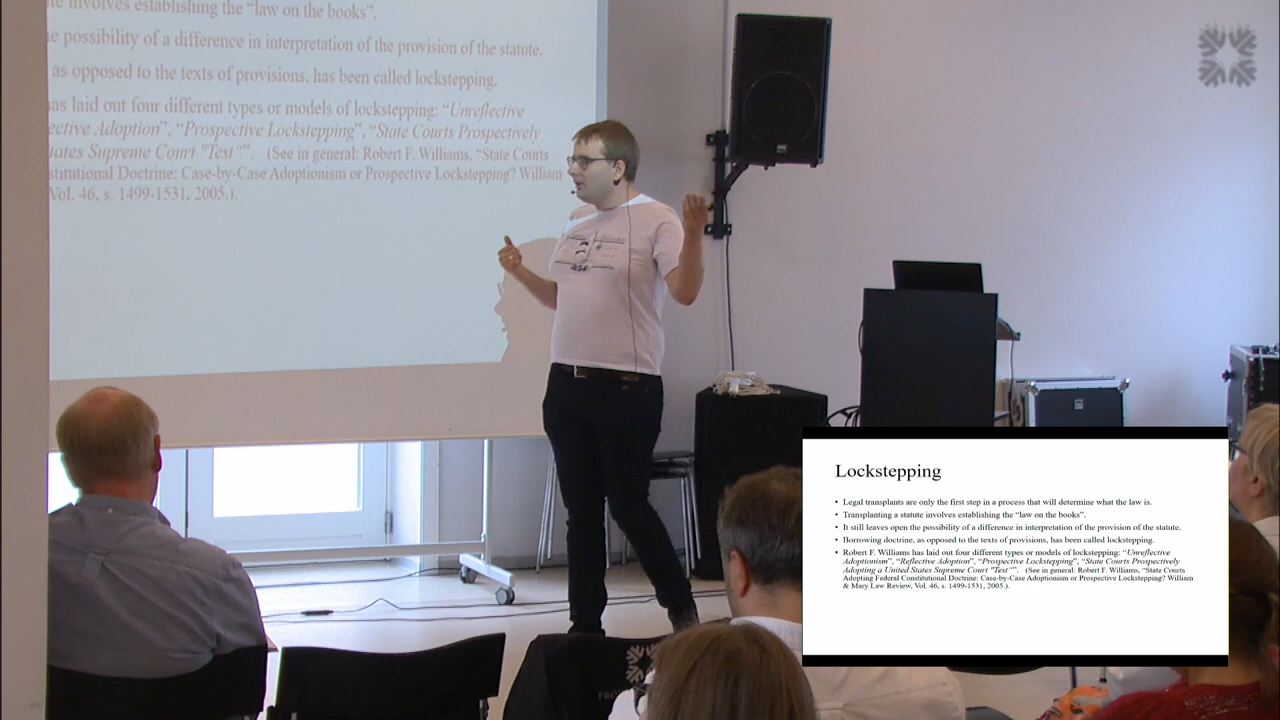 ne involves establishing the “law on the books”.
e possibility of a difference in interpretation of the provision of the statute.
as opposed to the texts of provisions, has been called lockstepping.
as laid out four different types or models of lockstepping: “Unreflective
ective Adoption”, “Prospective Lockstepping”, “State Courts Prospectively
tates Supreme Court "Test"”. (See in general: Robert F. Williams, “State Courts
stitutional Doctrine: Case-by-Case Adoptionism or Prospective Lockstepping? William
Vol. 46, s. 1499-1531, 2005.).
Lockstepping
• Legal transplants are only the first step in a process that will determine what the law is.
• Transplanting a statute involves establishing the “law on the books”.
• It still leaves open the possibility of a difference in interpretation of the provision of the statute.
• Borrowing doctrine, as opposed to the texts of provisions, has been called lockstepping.
• Robert F. Williams has laid out four different types or models of lockstepping: “Unreflective
Adoptionism”, “Reflective Adoption”, “Prospective Lockstepping”, “State Courts Prospectively
Adopting a United States Supreme Court "Test"”. (See in general: Robert F. Williams, “State Courts
Adopting Federal Constitutional Doctrine: Case-by-Case Adoptionism or Prospective Lockstepping? William
& Mary Law Review, Vol. 46, s. 1499-1531, 2005.).